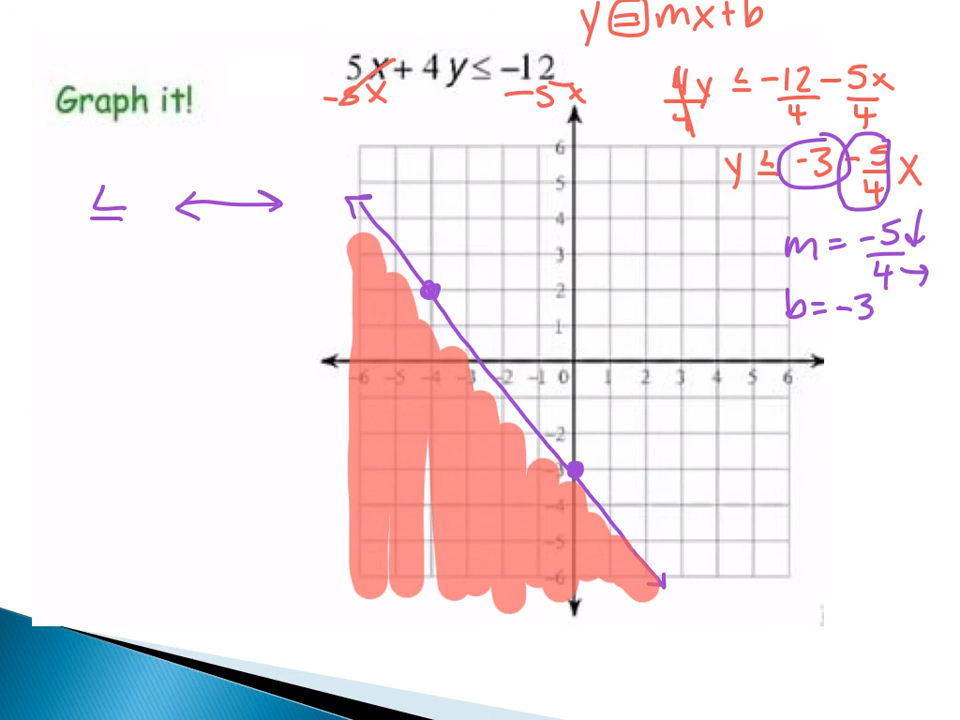 y = mx + b
5x + 4y ≤ -12
-5x -5x
4y/4 ≤ -12/4 - 5x/4
Graph it!
y ≤ -3 - 5/4 x
≤ ↔
m = -5↓/4→
b = -3
6
5
4
3
2
1
-6 -5 -4 -3 -2 -1 0 1 2 3 4 5 6
-2
-3
-4
-5
-6